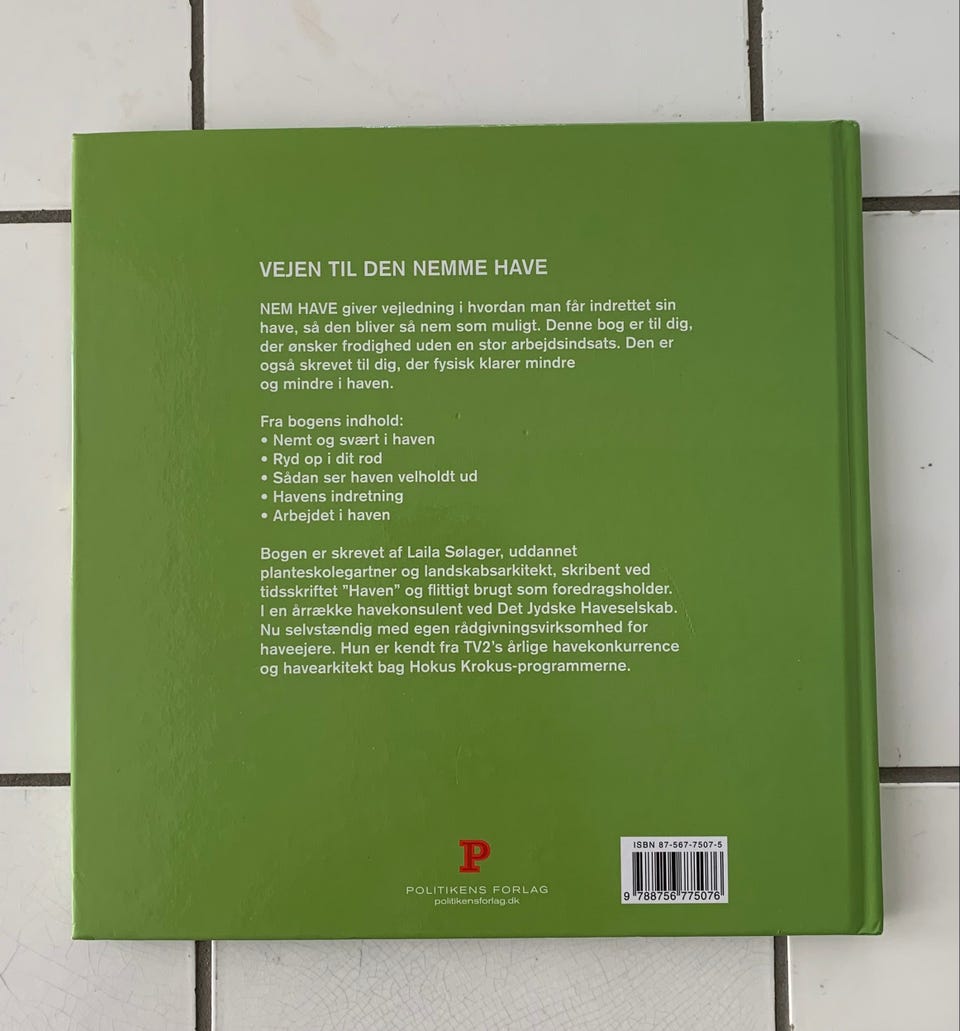 VEJEN TIL DEN NEMME HAVE
NEM HAVE giver vejledning i hvordan man får indrettet sin
have, så den bliver så nem som muligt. Denne bog er til dig,
der ønsker frodighed uden en stor arbejdsindsats. Den er
også skrevet til dig, der fysisk klarer mindre
og mindre i haven.
Fra bogens indhold:
• Nemt og svært i haven
• Ryd op i dit rod
• Sådan ser haven velholdt ud
• Havens indretning
• Arbejdet i haven
Bogen er skrevet af Laila Sølager, uddannet
planteskolegartner og landskabsarkitekt, skribent ved
tidsskriftet "Haven" og flittigt brugt som foredragsholder.
I en årrække havekonsulent ved Det Jydske Haveselskab.
Nu selvstændig med egen rådgivningsvirksomhed for
haveejere. Hun er kendt fra TV2's årlige havekonkurrence
og havearkitekt bag Hokus Krokus-programmerne.
P
POLITIKENS FORLAG
politikensforlag.dk
ISBN 87-567-7507-5
9 788756 775076